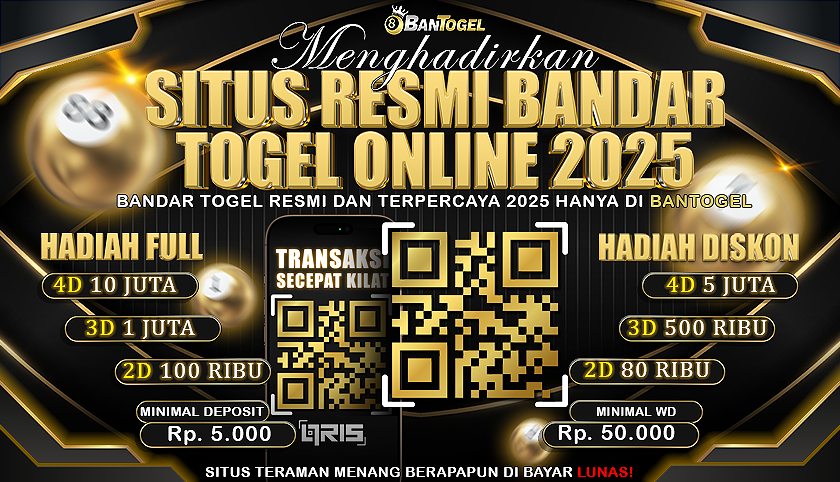 BANTOGEL
Menghadirkan
SITUS RESMI BANDAR
TOGEL ONLINE 2025
BANDAR TOGEL RESMI DAN TERPERCAYA 2025 HANYA DI BANTOGEL
HADIAH FULL
4D 10 JUTA
3D 1 JUTA
2D 100 RIBU
MINIMAL DEPOSIT
Rp. 5.000
TRANSAKSI
SECEPAT KILAT
QRIS
HADIAH DISKON
4D 5 JUTA
3D 500 RIBU
2D 80 RIBU
MINIMAL WD
Rp. 50.000
SITUS TERAMAN MENANG BERAPAPUN DI BAYAR LUNAS!